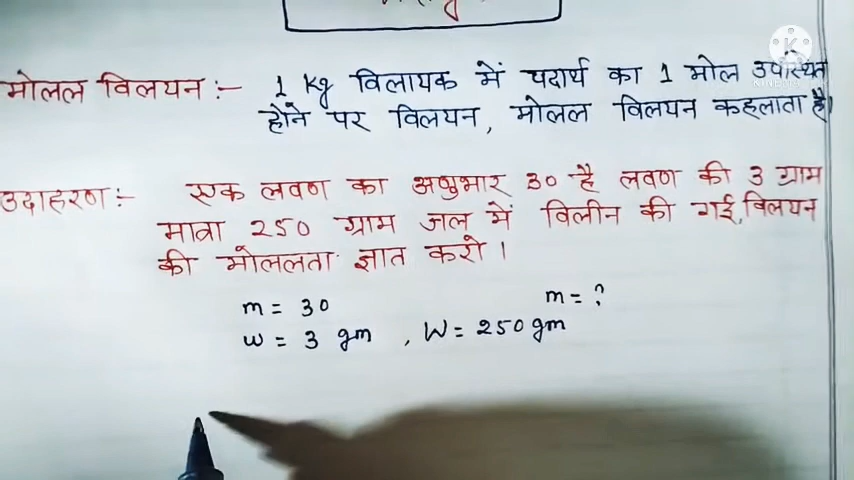 मोलल विलयन :- 1 Kg विलायक में पदार्थ का 1 मोल उपस्थित
होने पर विलयन, मोलल विलयन कहलाता है।
उदाहरण :- एक लवण का अणुभार 30 है लवण की 3 ग्राम
मात्रा 250 ग्राम जल में विलीन की गई, विलयन
की मोललता ज्ञात करो।
m = 30 m = ?
w = 3 gm , W = 250 gm